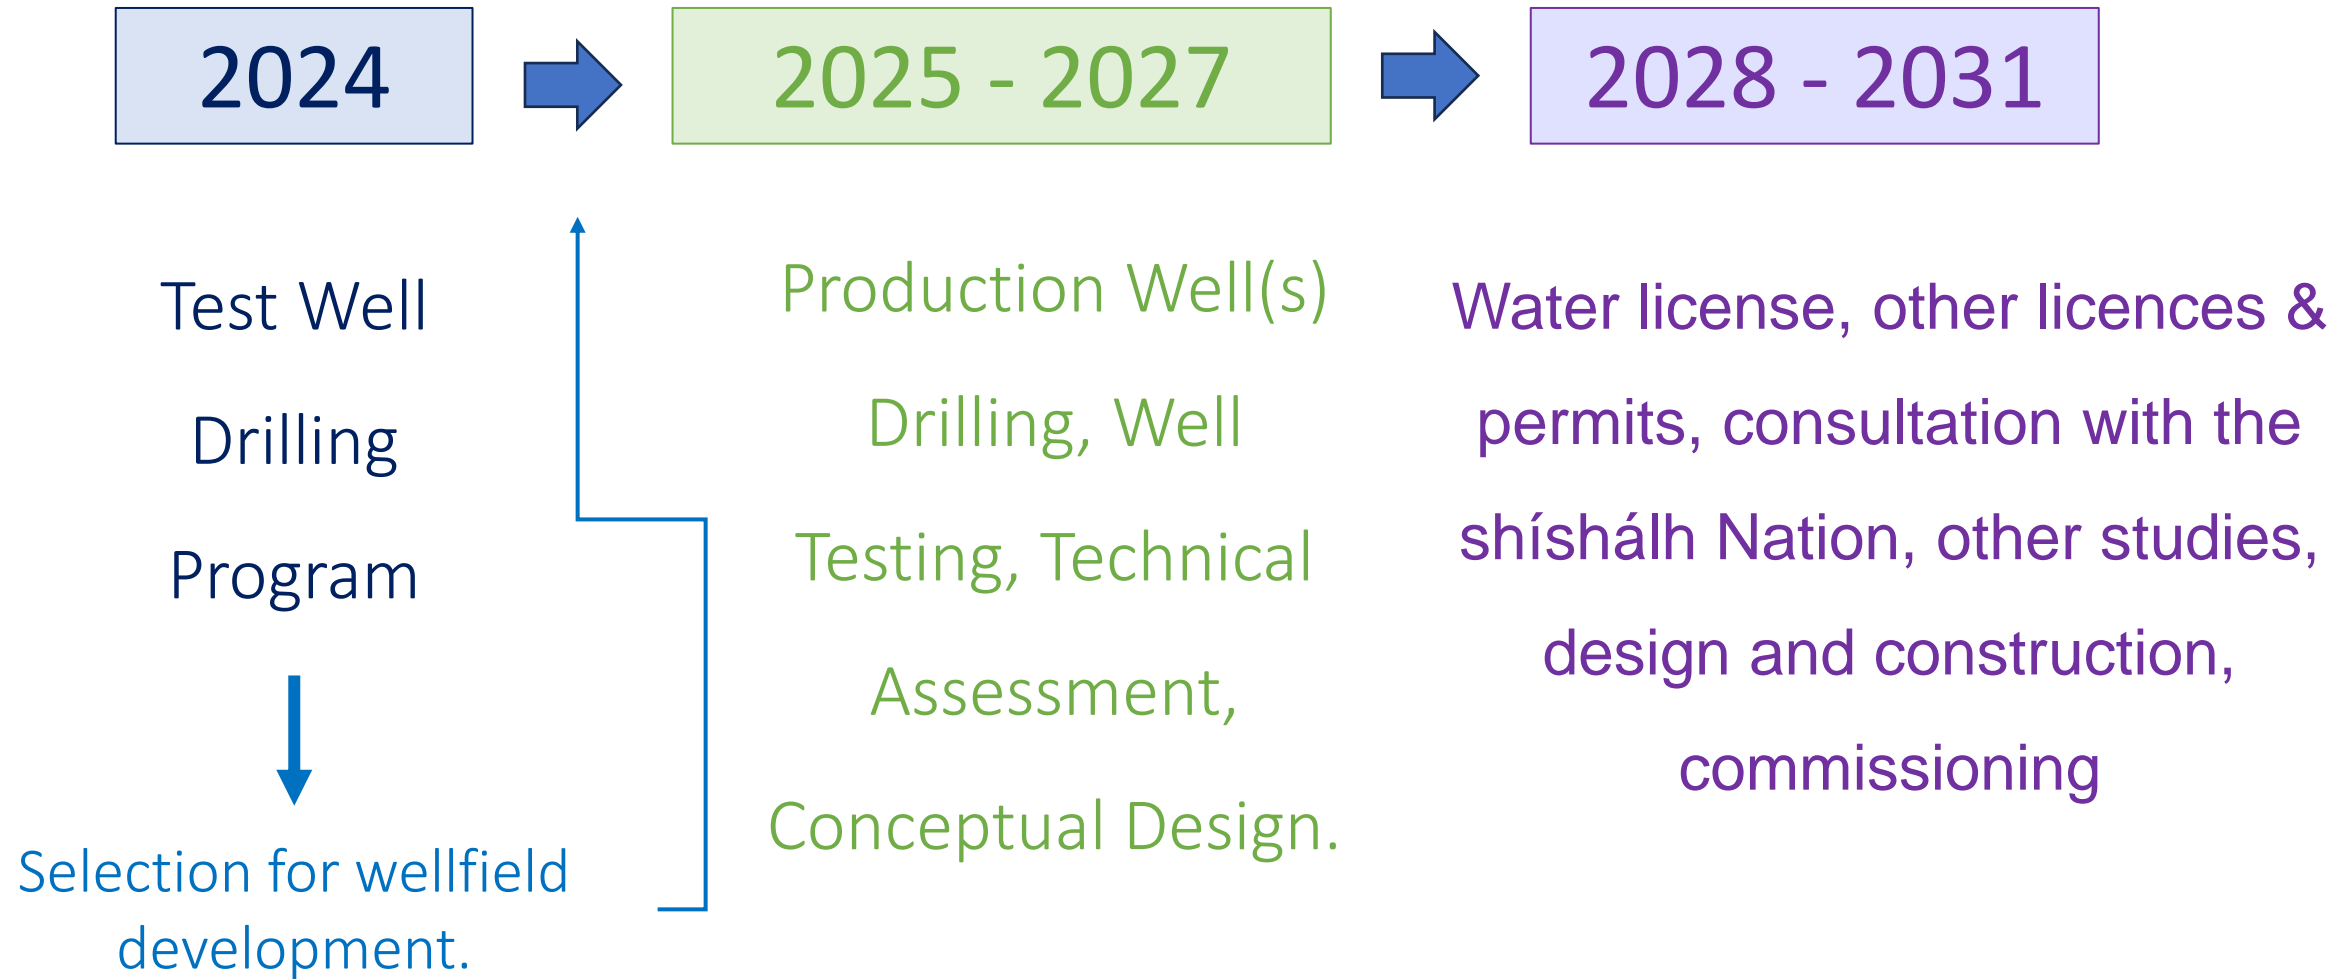 2024
Test Well
Drilling
Program
Selection for wellfield
development.
2025 - 2027
Production Well(s)
Drilling, Well
Testing, Technical
Assessment,
Conceptual Design.
2028 - 2031
Water license, other licences &
permits, consultation with the
shíshálh Nation, other studies,
design and construction,
commissioning